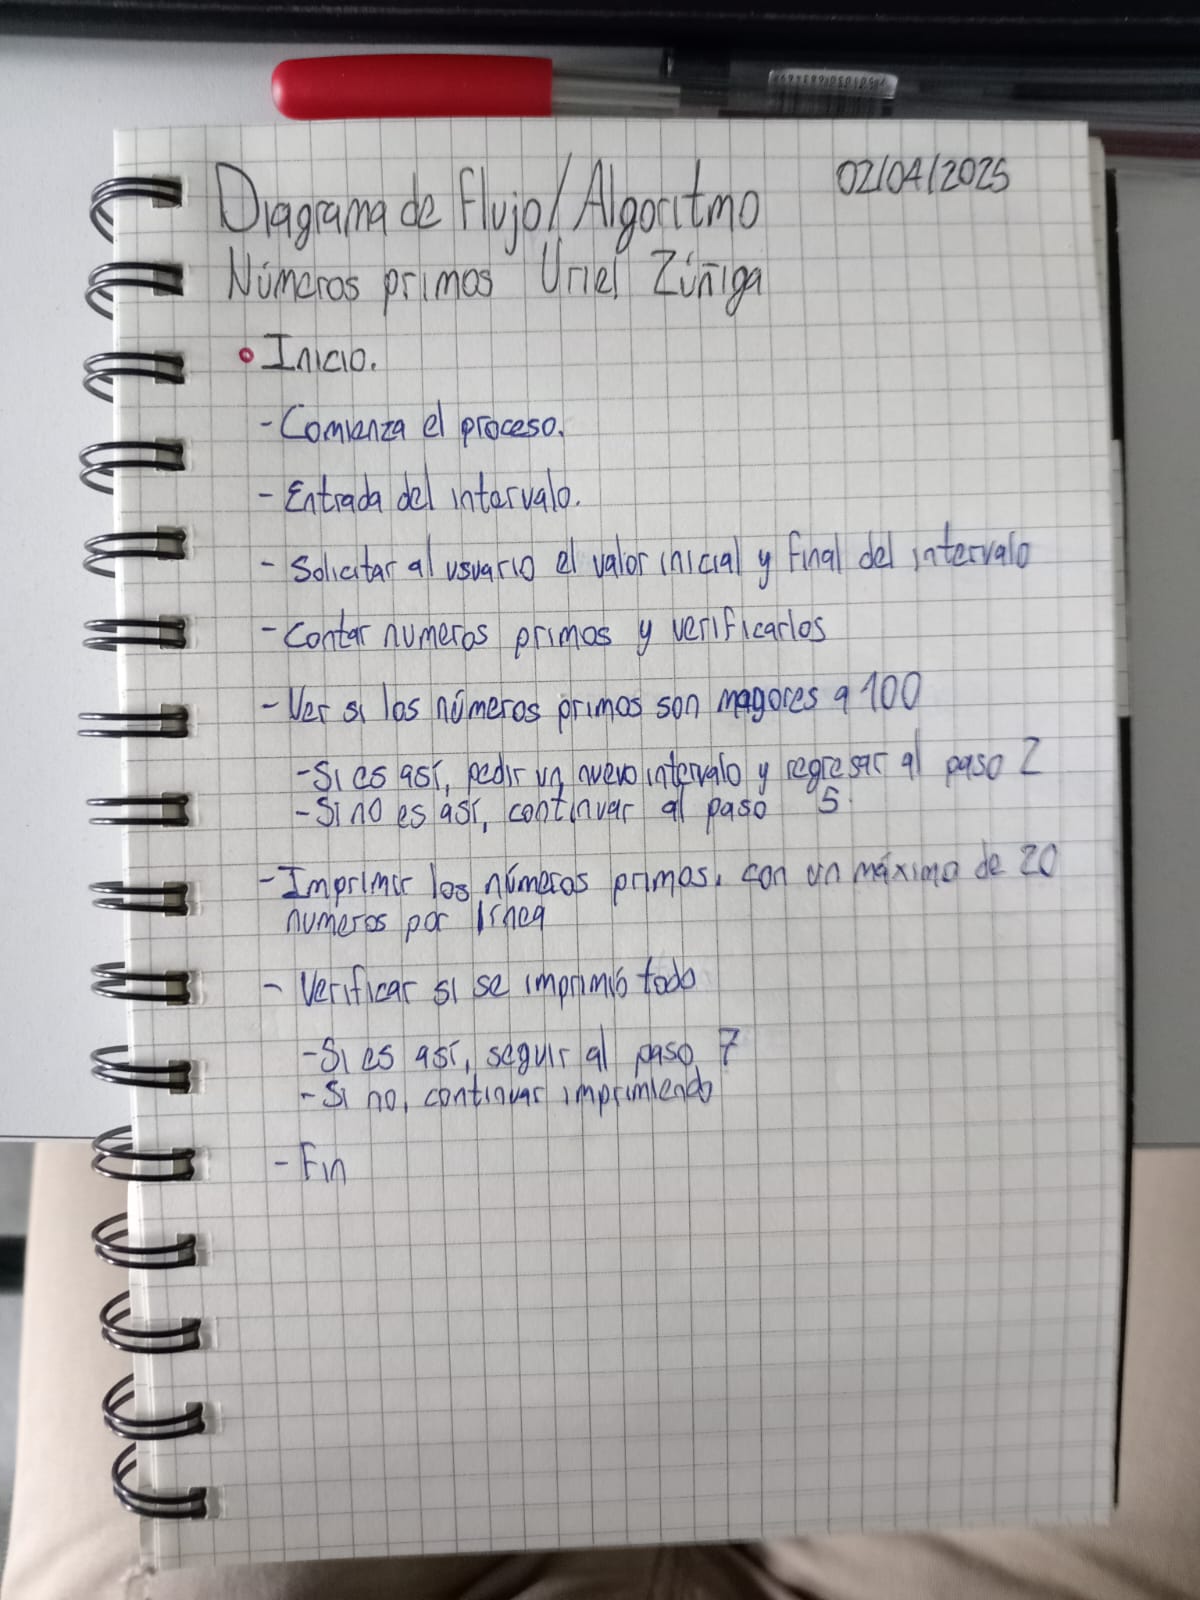 Diagrama de Flujo/Algoritmo 02/04/2025
Números primos Uriel Zúñiga
Inicio.
- Comienza el proceso.
- Entrada del intervalo.
- Solicitar al usuario el valor inicial y final del intervalo
- Contar numeros primos y verificarlos
- Ver si los números primos son mayores a 100
- Si es así, pedir un nuevo intervalo y regresar al paso 2
- Si no es así, continuar al paso 5
- Imprimir los números primos, con un máximo de 20
numeros por línea
- Verificar si se imprimió todo
- Si es así, seguir al paso 7
- Si no, continuar imprimiendo
- Fin